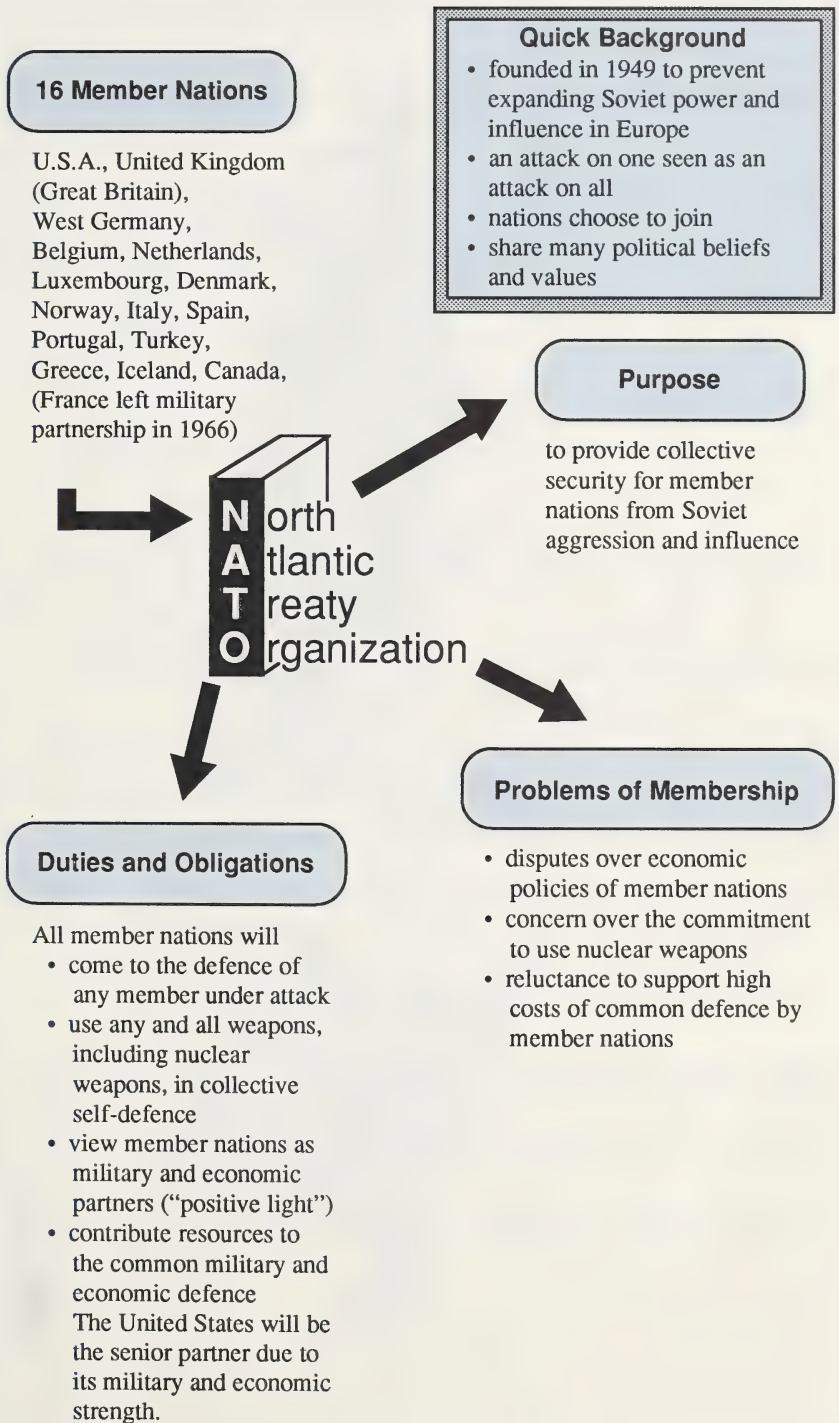 16 Member Nations
U.S.A., United Kingdom
(Great Britain),
West Germany,
Belgium, Netherlands,
Luxembourg, Denmark,
Norway, Italy, Spain,
Portugal, Turkey,
Greece, Iceland, Canada,
(France left military
partnership in 1966)
Quick Background
• founded in 1949 to prevent
expanding Soviet power and
influence in Europe
• an attack on one seen as an
attack on all
• nations choose to join
• share many political beliefs
and values
Purpose
to provide collective
security for member
nations from Soviet
aggression and influence
North
Atlantic
Treaty
Organization
Duties and Obligations
All member nations will
• come to the defence of
any member under attack
• use any and all weapons,
including nuclear
weapons, in collective
self-defence
• view member nations as
military and economic
partners (“positive light”)
• contribute resources to
the common military and
economic defence
The United States will be
the senior partner due to
its military and economic
strength.
Problems of Membership
• disputes over economic
policies of member nations
• concern over the commitment
to use nuclear weapons
• reluctance to support high
costs of common defence by
member nations